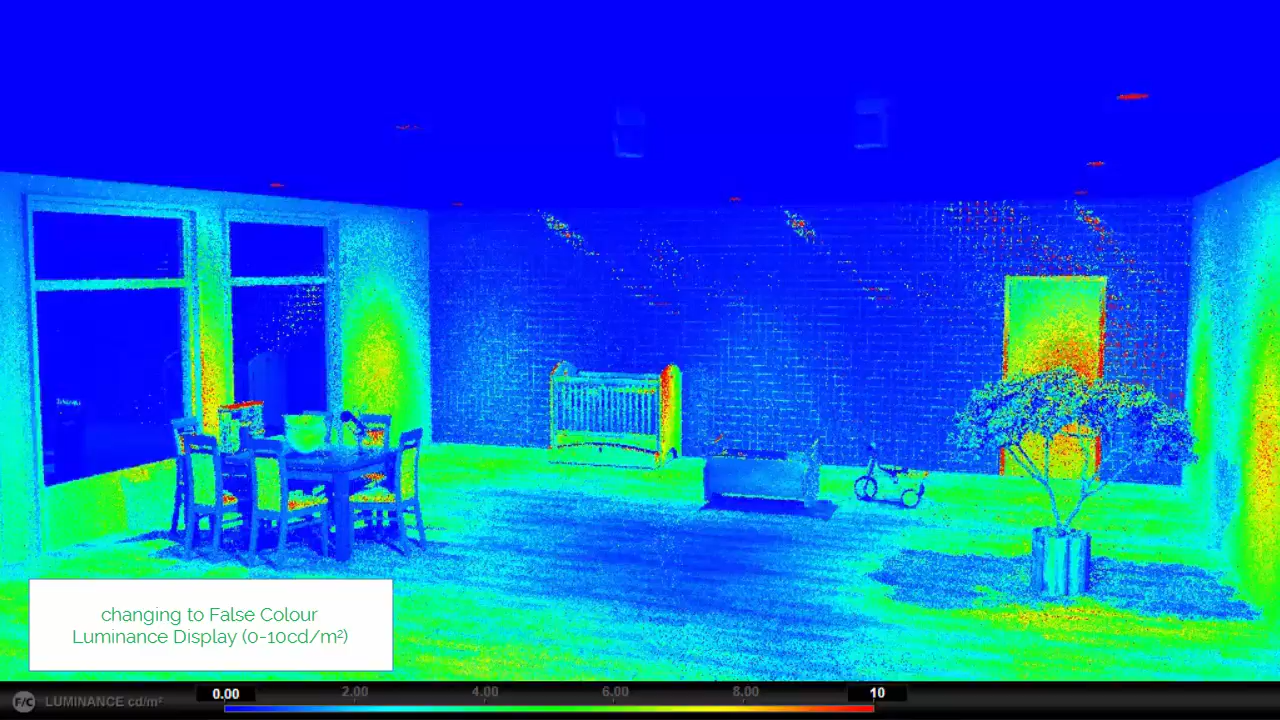 changing to False Colour
Luminance Display (0-10cd/m²)
F/C LUMINANCE cd/m² 0.00 2.00 4.00 6.00 8.00 10